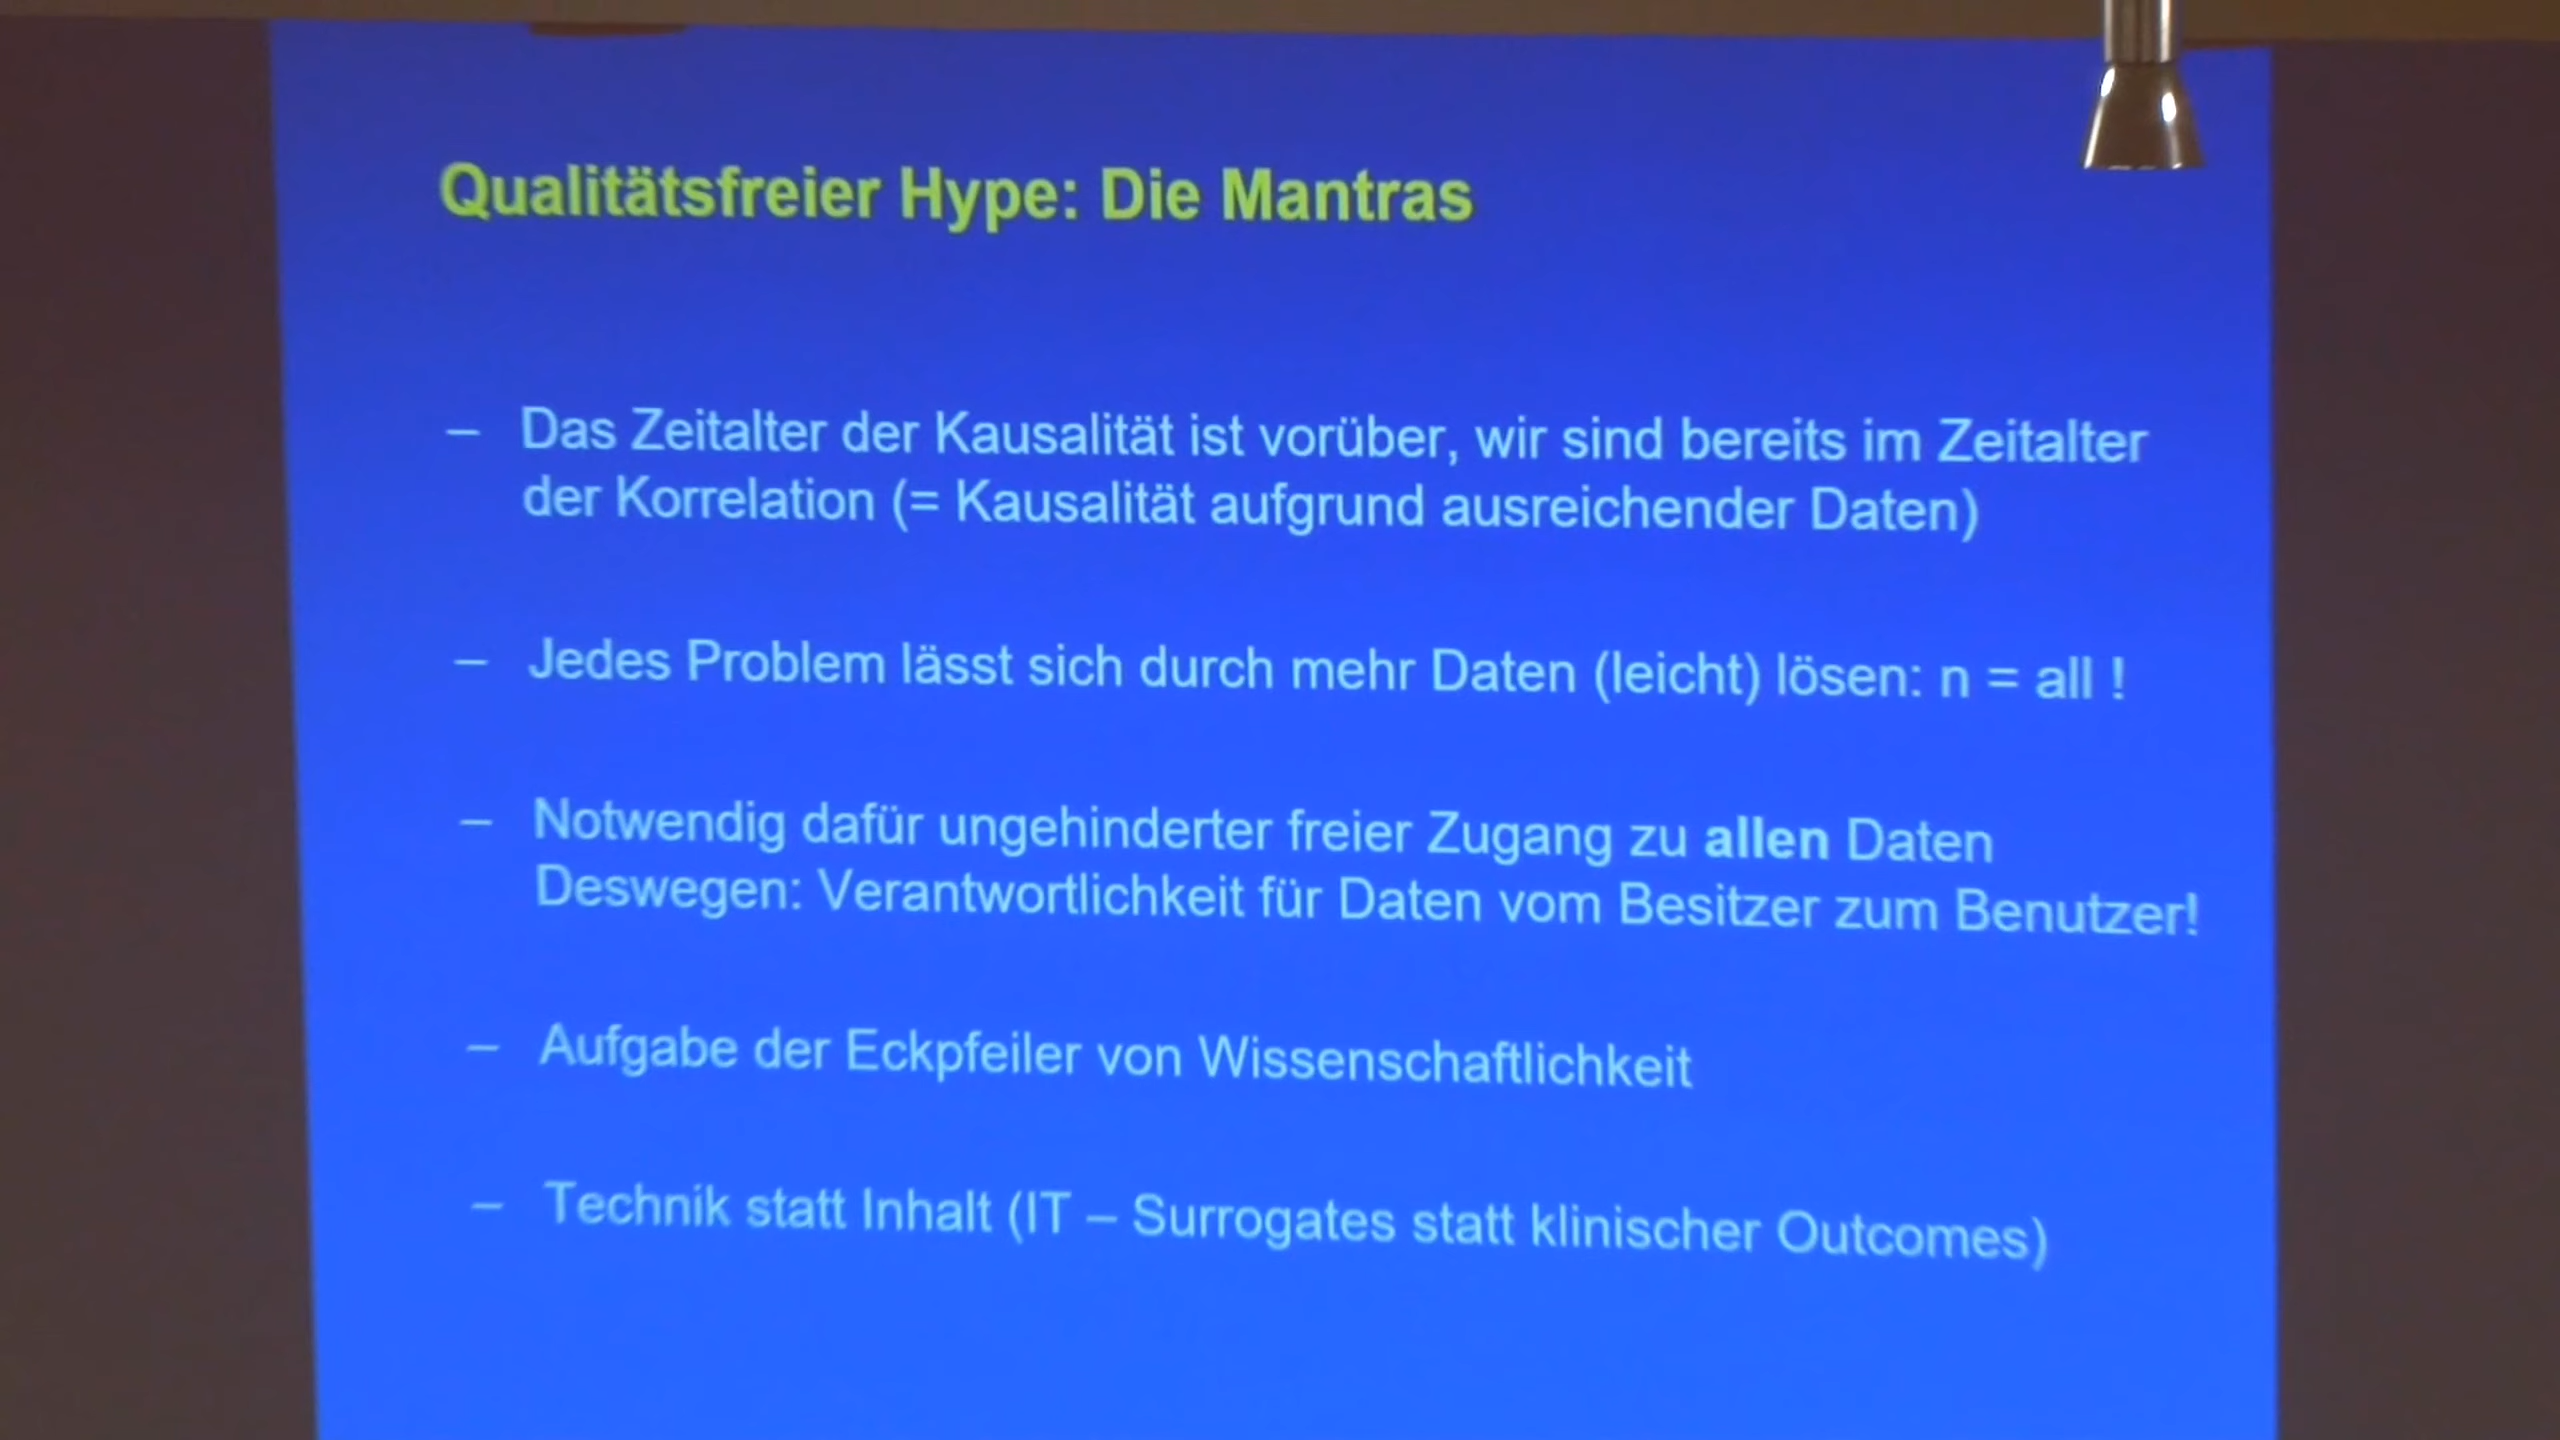 Qualitätsfreier Hype: Die Mantras
– Das Zeitalter der Kausalität ist vorüber, wir sind bereits im Zeitalter
der Korrelation (= Kausalität aufgrund ausreichender Daten)
– Jedes Problem lässt sich durch mehr Daten (leicht) lösen: n = all !
– Notwendig dafür ungehinderter freier Zugang zu allen Daten
Deswegen: Verantwortlichkeit für Daten vom Besitzer zum Benutzer!
– Aufgabe der Eckpfeiler von Wissenschaftlichkeit
– Technik statt Inhalt (IT – Surrogates statt klinischer Outcomes)